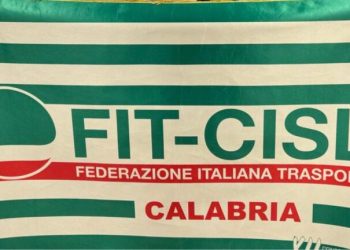 FIT-CISL
FEDERAZIONE ITALIANA TRASPO
CALABRIA